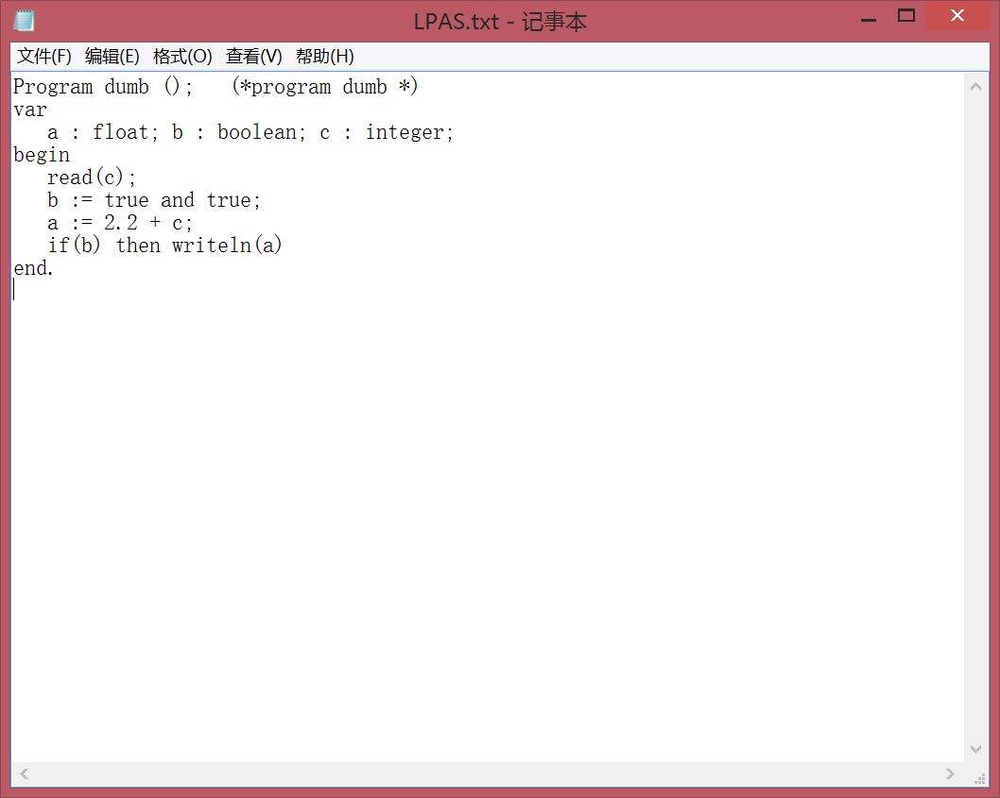 LPAS.txt - 记事本
文件(F) 编辑(E) 格式(O) 查看(V) 帮助(H)
Program dumb ();   (*program dumb *)
var
   a : float; b : boolean; c : integer;
begin
   read(c);
   b := true and true;
   a := 2.2 + c;
   if(b) then writeln(a)
end.